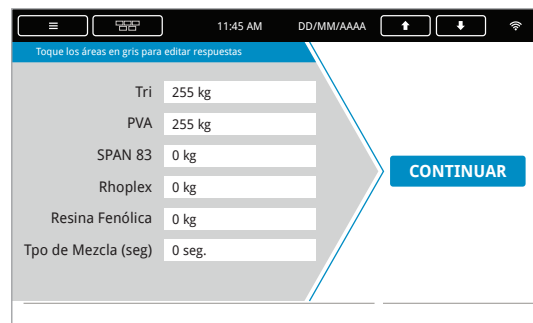 11:45 AM DD/MM/AAAA
Toque los áreas en gris para editar respuestas
Tri 255 kg
PVA 255 kg
SPAN 83 0 kg
Rhoplex 0 kg
Resina Fenólica 0 kg
Tpo de Mezcla (seg) 0 seg.
CONTINUAR